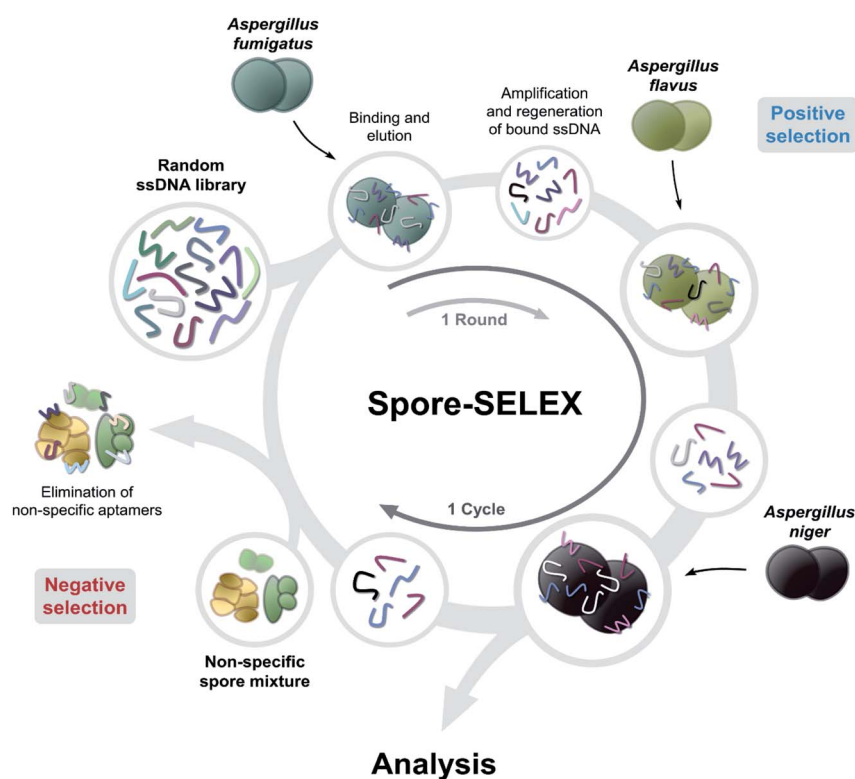 Aspergillus
fumigatus
Binding and
elution
Amplification
and regeneration
of bound ssDNA
Aspergillus
flavus
Positive
selection
Random
ssDNA library
1 Round
Spore-SELEX
1 Cycle
Elimination of
non-specific aptamers
Aspergillus
niger
Negative
selection
Non-specific
spore mixture
Analysis